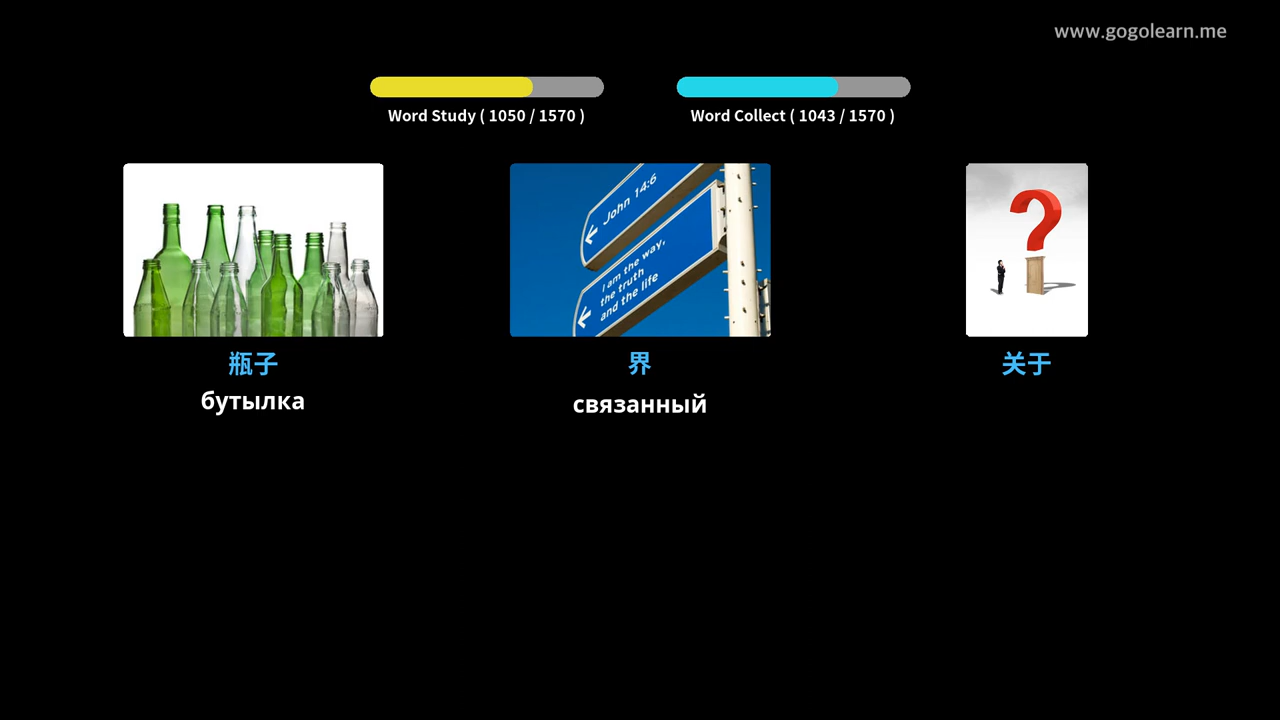 www.gogolearn.me
Word Study ( 1050 / 1570 )
Word Collect ( 1043 / 1570 )
John 14:6
I am the way,
the truth
and the life
瓶子
界
关于
бутылка
связанный